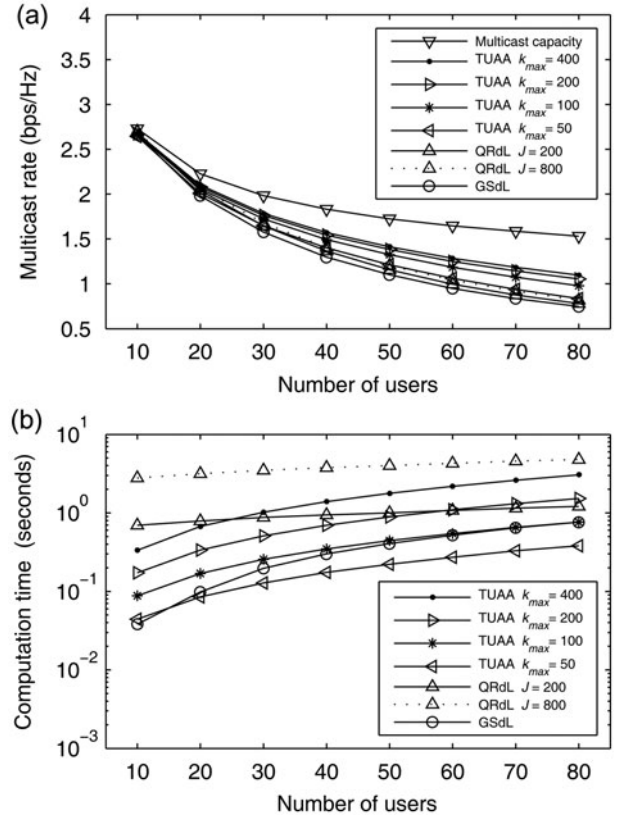 (a)
4
3.5
3
2.5
2
1.5
1
0.5
Multicast rate (bps/Hz)
Multicast capacity
TUAA k_max = 400
TUAA k_max = 200
TUAA k_max = 100
TUAA k_max = 50
QRdL J = 200
QRdL J = 800
GSdL
10 20 30 40 50 60 70 80
Number of users
(b)
10^1
10^0
10^-1
10^-2
10^-3
Computation time (seconds)
TUAA k_max = 400
TUAA k_max = 200
TUAA k_max = 100
TUAA k_max = 50
QRdL J = 200
QRdL J = 800
GSdL
10 20 30 40 50 60 70 80
Number of users